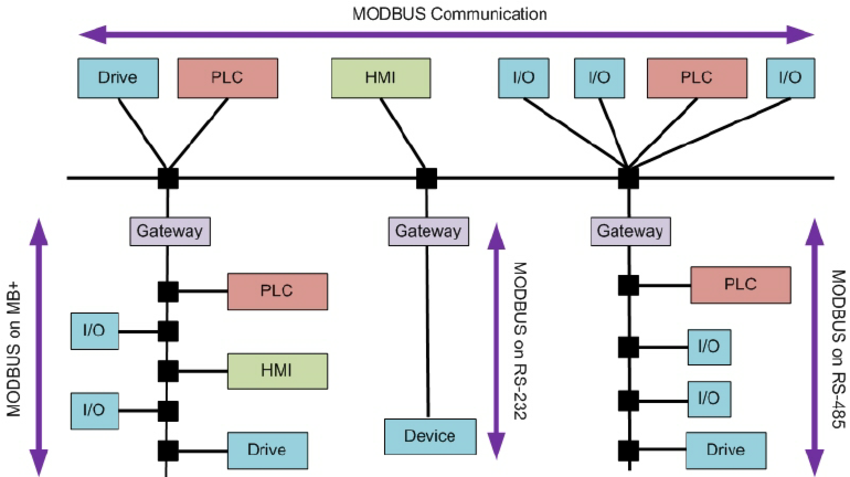 MODBUS Communication
Drive
PLC
HMI
I/O
I/O
PLC
I/O
Gateway
Gateway
Gateway
MODBUS on MB+
PLC
I/O
HMI
I/O
Drive
Device
MODBUS on RS-232
PLC
I/O
I/O
Drive
MODBUS on RS-485